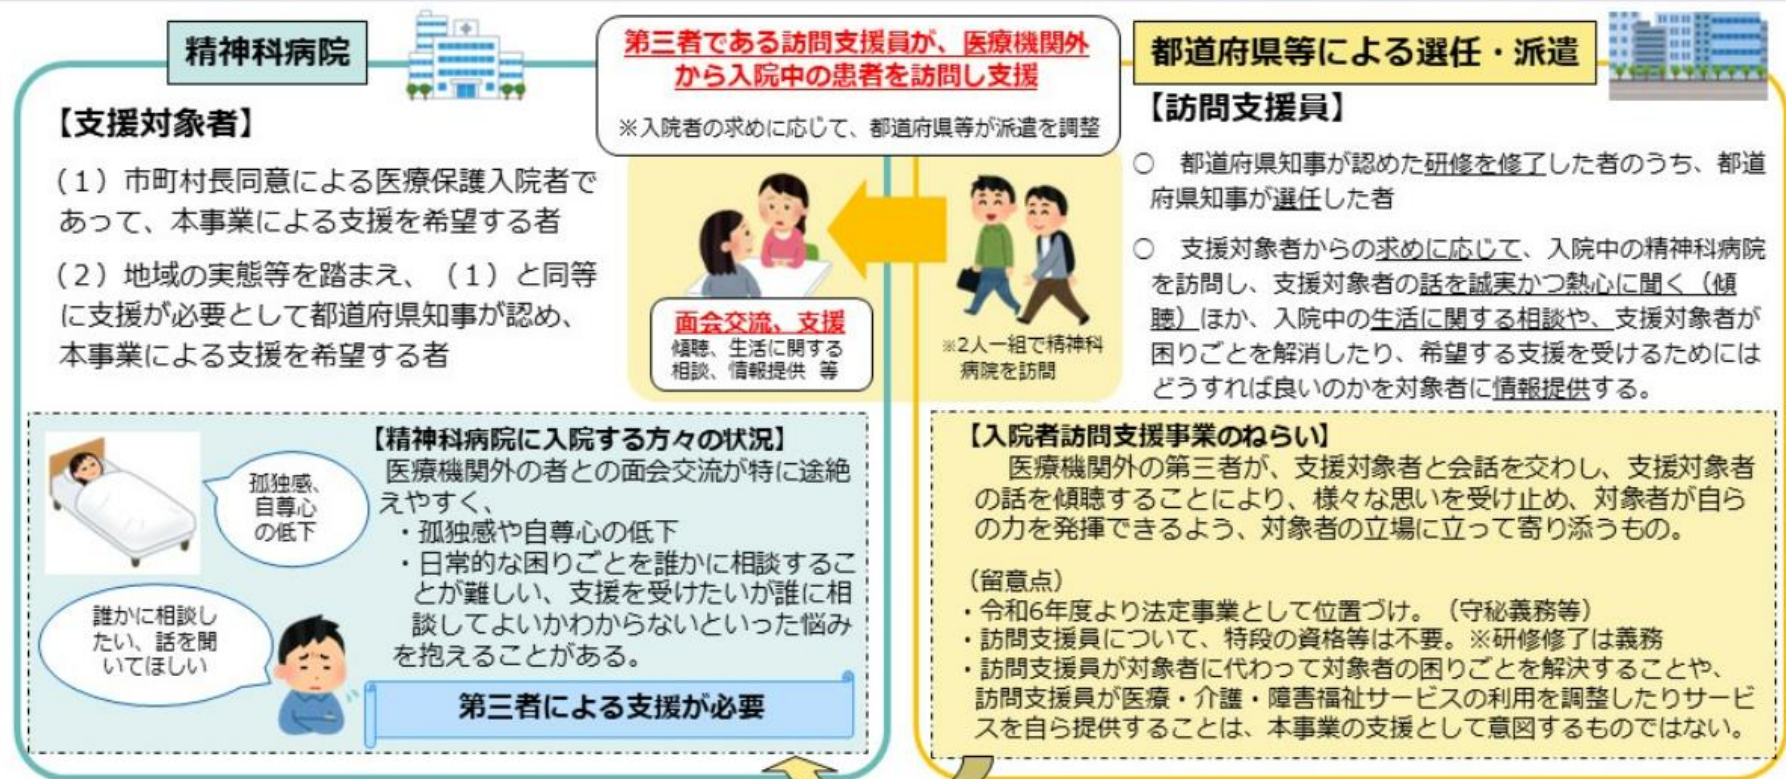 精神科病院
【支援対象者】
（1）市町村長同意による医療保護入院者で
あって、本事業による支援を希望する者
（2）地域の実態等を踏まえ、（1）と同等
に支援が必要として都道府県知事が認め、
本事業による支援を希望する者
第三者である訪問支援員が、医療機関外
から入院中の患者を訪問し支援
※入院者の求めに応じて、都道府県等が派遣を調整
面会交流、支援
傾聴、生活に関する
相談、情報提供 等
※2人一組で精神科
病院を訪問
都道府県等による選任・派遣
【訪問支援員】
○ 都道府県知事が認めた研修を修了した者のうち、都道
府県知事が選任した者
○ 支援対象者からの求めに応じて、入院中の精神科病院
を訪問し、支援対象者の話を誠実かつ熱心に聞く（傾
聴）ほか、入院中の生活に関する相談や、支援対象者が
困りごとを解消したり、希望する支援を受けるためには
どうすれば良いのかを対象者に情報提供する。
孤独感、
自尊心
の低下
誰かに相談し
たい、話を聞
いてほしい
【精神科病院に入院する方々の状況】
医療機関外の者との面会交流が特に途絶
えやすく、
・孤独感や自尊心の低下
・日常的な困りごとを誰かに相談するこ
とが難しい、支援を受けたいが誰に相
談してよいかわからないといった悩み
を抱えることがある。
第三者による支援が必要
【入院者訪問支援事業のねらい】
医療機関外の第三者が、支援対象者と会話を交わし、支援対象者
の話を傾聴することにより、様々な思いを受け止め、対象者が自ら
の力を発揮できるよう、対象者の立場に立って寄り添うもの。
（留意点）
・令和6年度より法定事業として位置づけ。（守秘義務等）
・訪問支援員について、特段の資格等は不要。※研修修了は義務
・訪問支援員が対象者に代わって対象者の困りごとを解決することや、
訪問支援員が医療・介護・障害福祉サービスの利用を調整したりサービ
スを自ら提供することは、本事業の支援として意図するものではない。